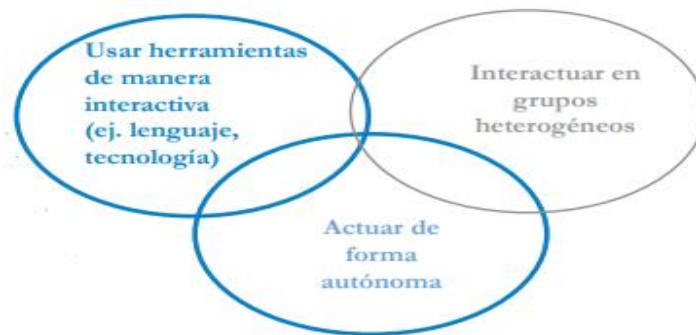 Usar herramientas
de manera
interactiva
(ej. lenguaje,
tecnología)
Interactuar en
grupos
heterogéneos
Actuar de
forma
autónoma